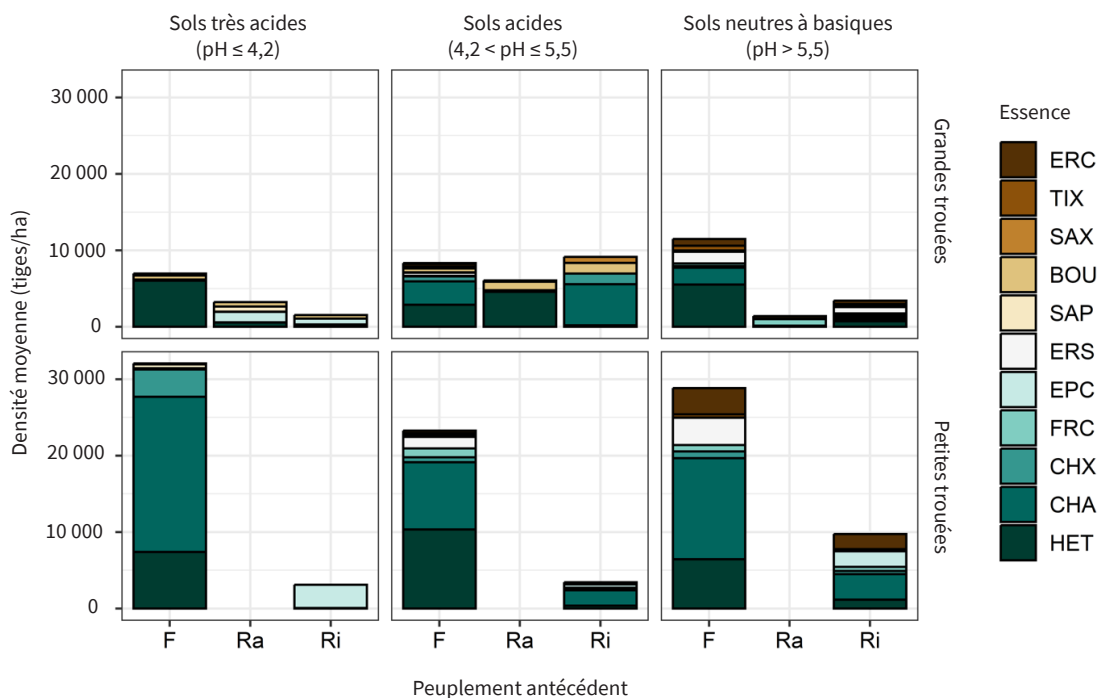 Sols très acides
(pH ≤ 4,2)
Sols acides
(4,2 < pH ≤ 5,5)
Sols neutres à basiques
(pH > 5,5)
30 000
20 000
10 000
0
Grandes trouées
30 000
20 000
10 000
0
Petites trouées
Densité moyenne (tiges/ha)
F Ra Ri
F Ra Ri
F Ra Ri
Peuplement antécédent
Essence
ERC
TIX
SAX
BOU
SAP
ERS
EPC
FRC
CHX
CHA
HET